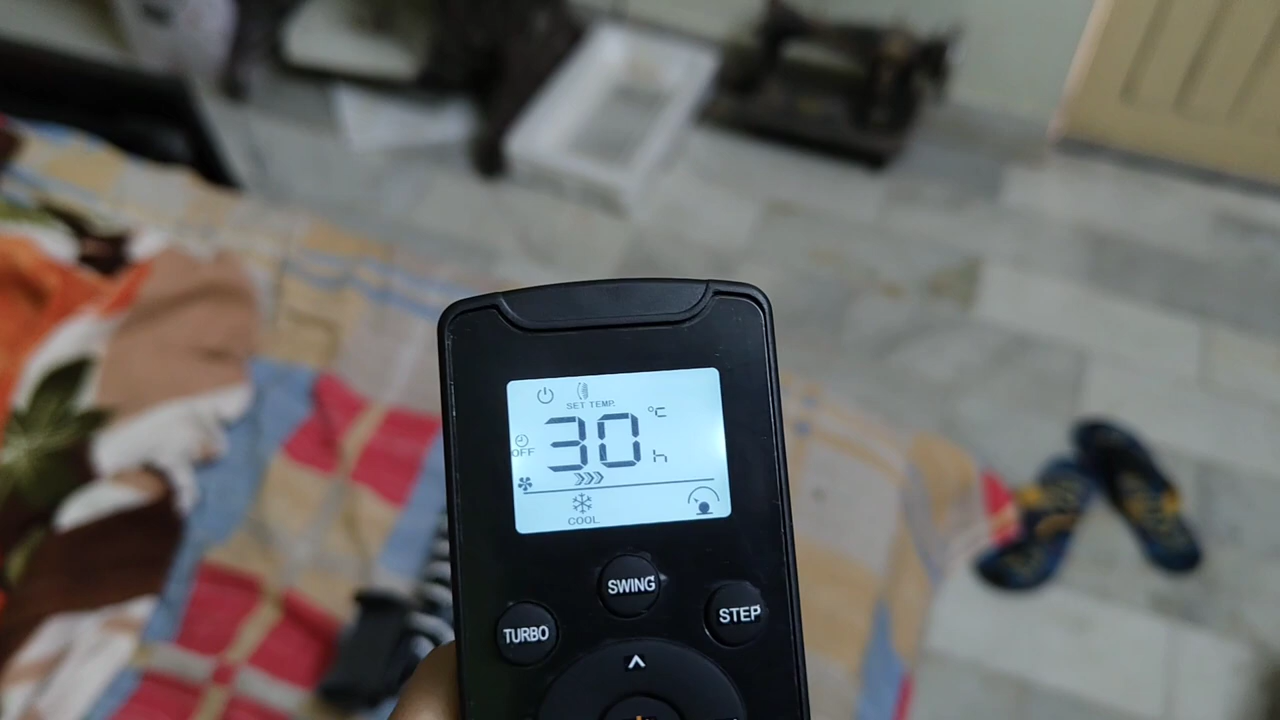 SET TEMP.
30 °C
OFF
h
COOL
SWING
TURBO
STEP